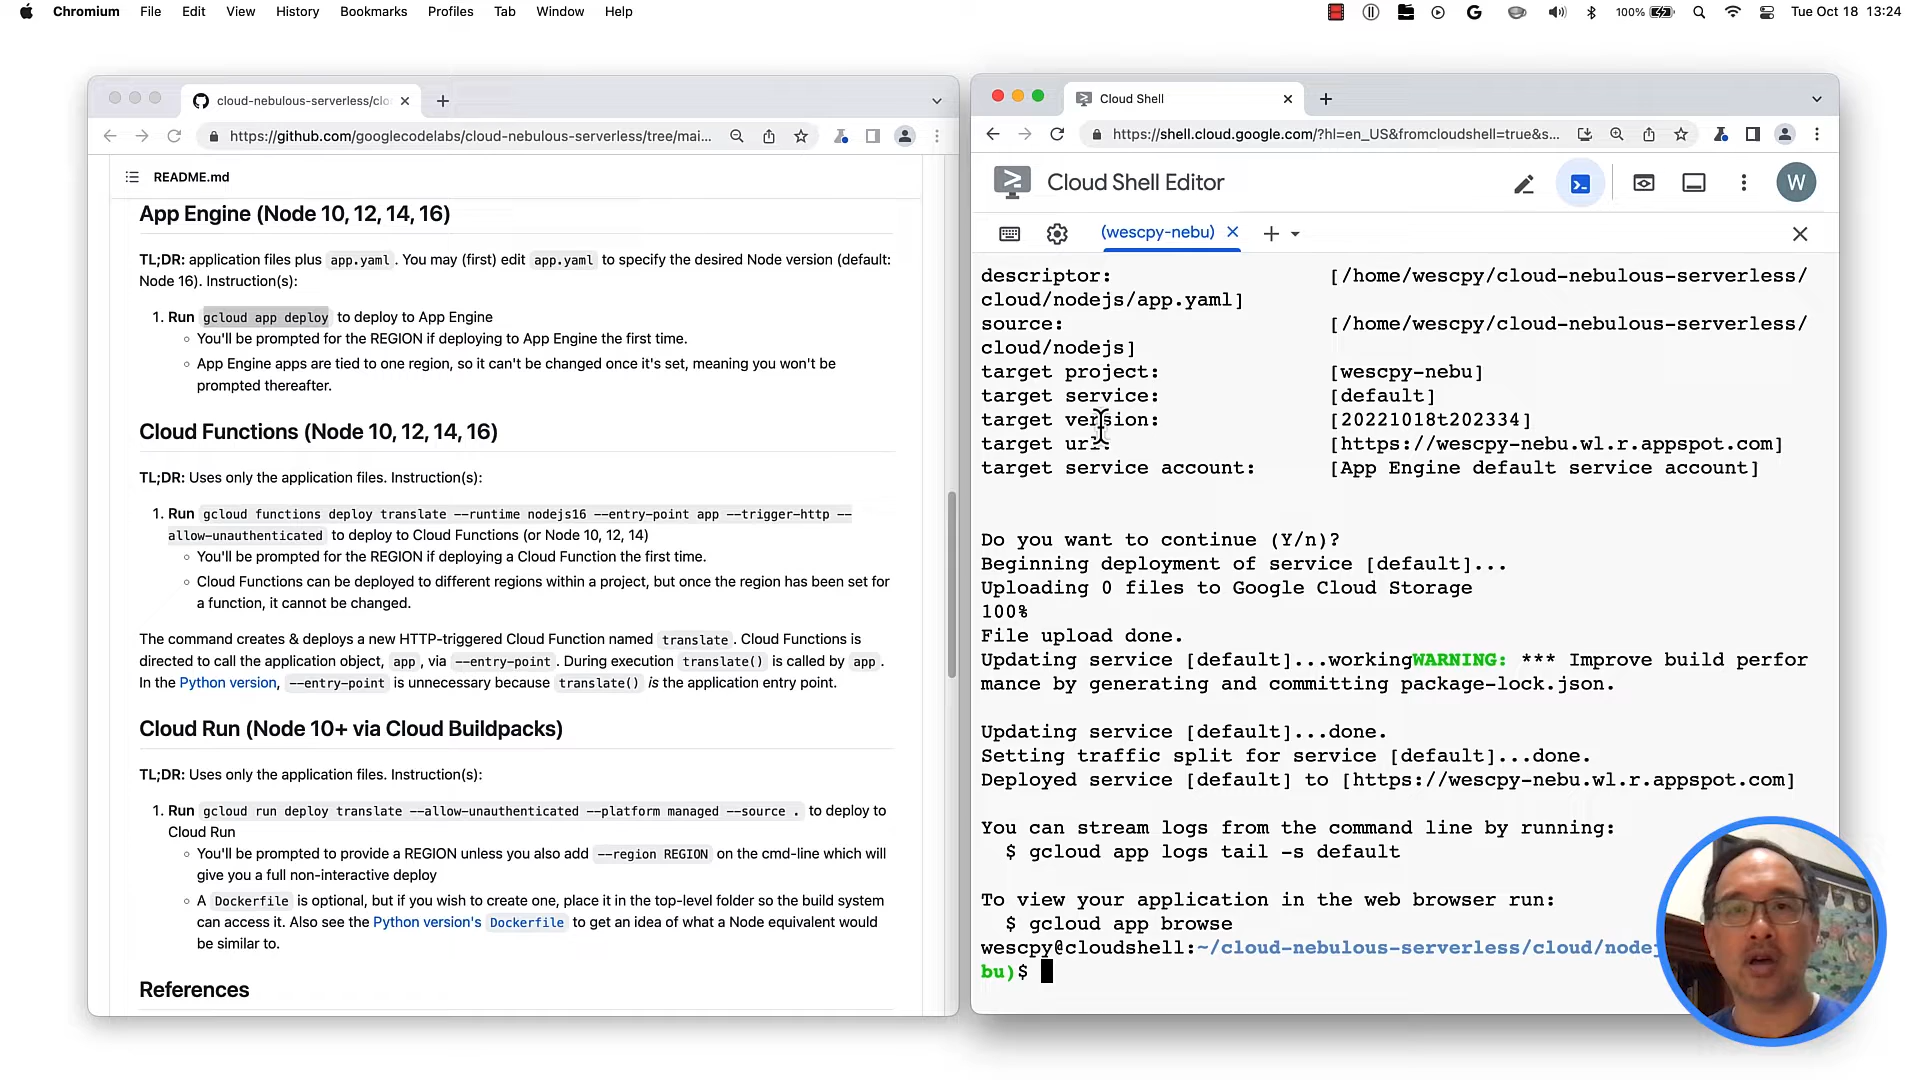 Chromium File Edit View History Bookmarks Profiles Tab Window Help
100% Tue Oct 18 13:24
cloud-nebulous-serverless/clo
https://github.com/googlecodelabs/cloud-nebulous-serverless/tree/mai...
README.md
App Engine (Node 10, 12, 14, 16)
TL;DR: application files plus app.yaml. You may (first) edit app.yaml to specify the desired Node version (default:
Node 16). Instruction(s):
1. Run gcloud app deploy to deploy to App Engine
You'll be prompted for the REGION if deploying to App Engine the first time.
App Engine apps are tied to one region, so it can't be changed once it's set, meaning you won't be
prompted thereafter.
Cloud Functions (Node 10, 12, 14, 16)
TL;DR: Uses only the application files. Instruction(s):
1. Run gcloud functions deploy translate --runtime nodejs16 --entry-point app --trigger-http --
allow-unauthenticated to deploy to Cloud Functions (or Node 10, 12, 14)
You'll be prompted for the REGION if deploying a Cloud Function the first time.
Cloud Functions can be deployed to different regions within a project, but once the region has been set for
a function, it cannot be changed.
The command creates & deploys a new HTTP-triggered Cloud Function named translate. Cloud Functions is
directed to call the application object, app, via --entry-point. During execution translate() is called by app.
In the Python version, --entry-point is unnecessary because translate() is the application entry point.
Cloud Run (Node 10+ via Cloud Buildpacks)
TL;DR: Uses only the application files. Instruction(s):
1. Run gcloud run deploy translate --allow-unauthenticated --platform managed --source . to deploy to
Cloud Run
You'll be prompted to provide a REGION unless you also add --region REGION on the cmd-line which will
give you a full non-interactive deploy
A Dockerfile is optional, but if you wish to create one, place it in the top-level folder so the build system
can access it. Also see the Python version's Dockerfile to get an idea of what a Node equivalent would
be similar to.
References
Cloud Shell
https://shell.cloud.google.com/?hl=en_US&fromcloudshell=true&s...
Cloud Shell Editor
W
(wescpy-nebu)
descriptor: [/home/wescpy/cloud-nebulous-serverless/
cloud/nodejs/app.yaml]
source: [/home/wescpy/cloud-nebulous-serverless/
cloud/nodejs]
target project: [wescpy-nebu]
target service: [default]
target version: [20221018t202334]
target url: [https://wescpy-nebu.wl.r.appspot.com]
target service account: [App Engine default service account]
Do you want to continue (Y/n)?
Beginning deployment of service [default]...
Uploading 0 files to Google Cloud Storage
100%
File upload done.
Updating service [default]...workingWARNING: *** Improve build perfor
mance by generating and committing package-lock.json.
Updating service [default]...done.
Setting traffic split for service [default]...done.
Deployed service [default] to [https://wescpy-nebu.wl.r.appspot.com]
You can stream logs from the command line by running:
$ gcloud app logs tail -s default
To view your application in the web browser run:
$ gcloud app browse
wescpy@cloudshell:~/cloud-nebulous-serverless/cloud/nodej
bu)$